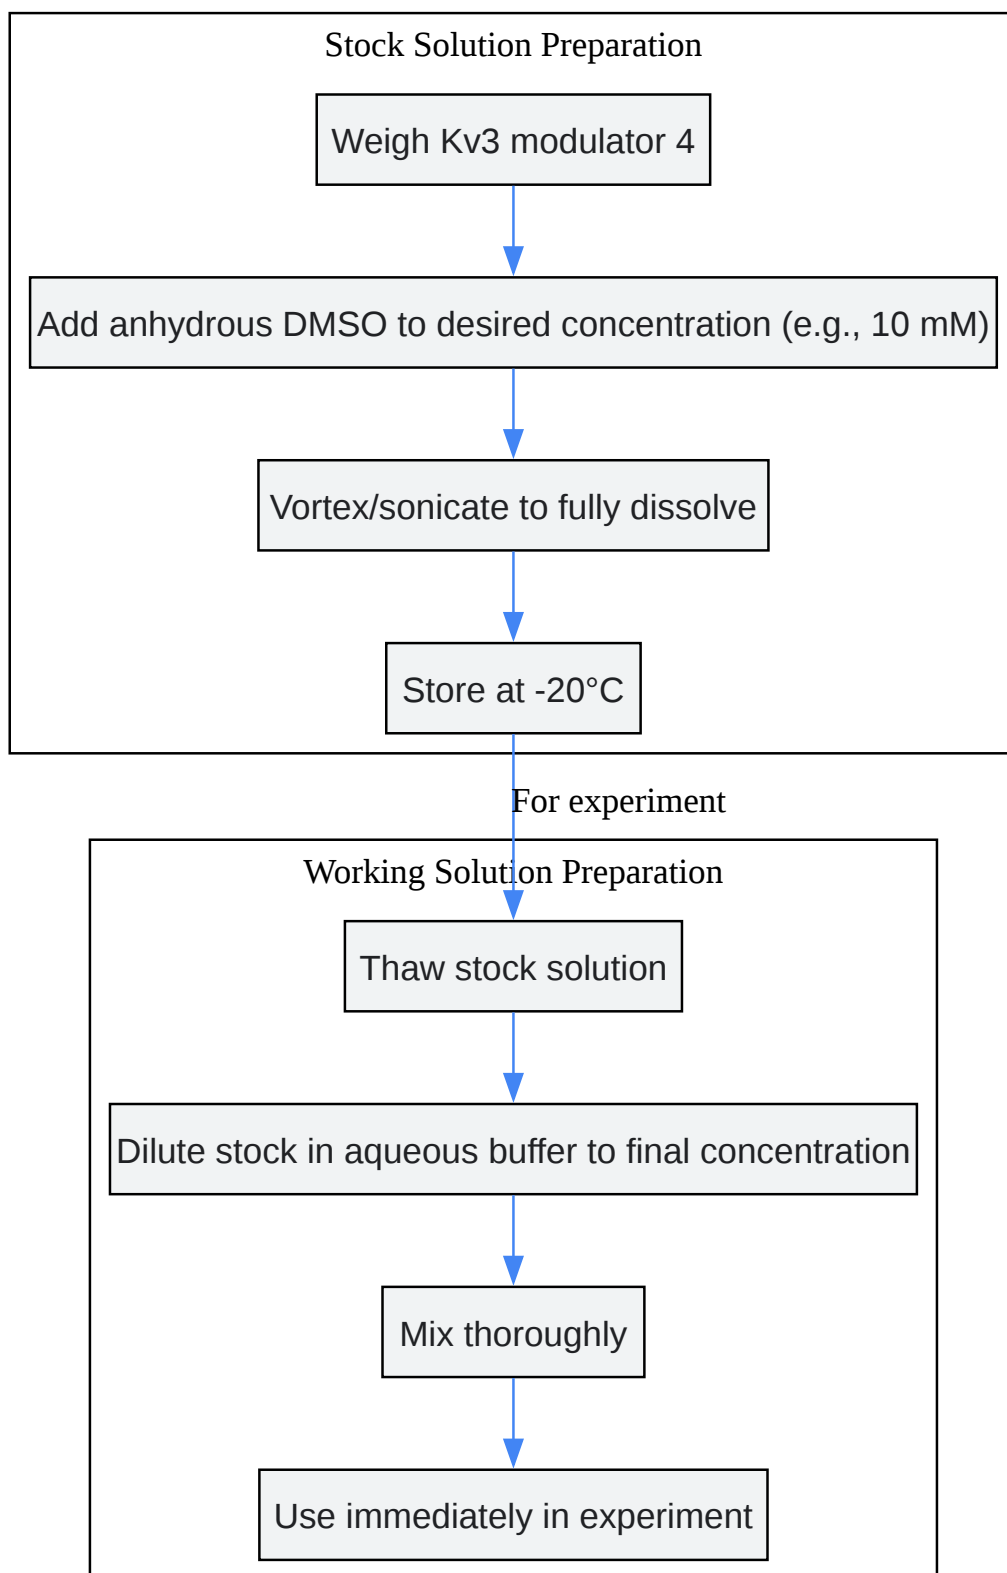 Stock Solution Preparation
Weigh Kv3 modulator 4
Add anhydrous DMSO to desired concentration (e.g., 10 mM)
Vortex/sonicate to fully dissolve
Store at -20°C
For experiment
Working Solution Preparation
Thaw stock solution
Dilute stock in aqueous buffer to final concentration
Mix thoroughly
Use immediately in experiment